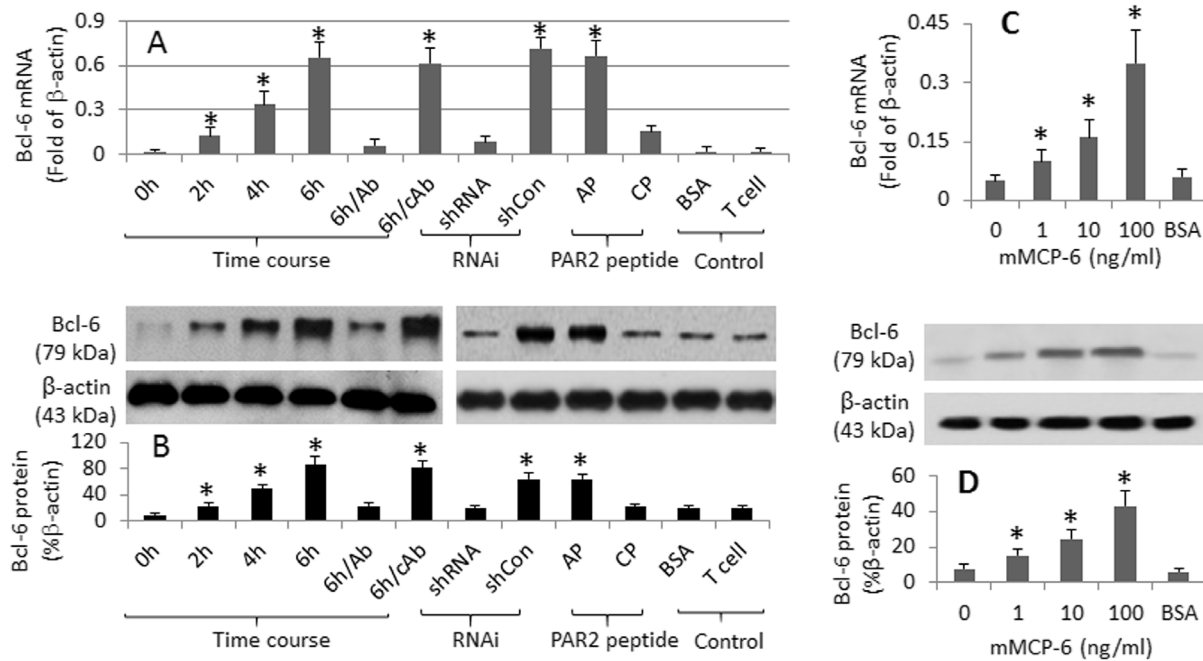 A
Bcl-6 mRNA
(Fold of β-actin)
0.9
0.6
0.3
0
* * * * * *
0h 2h 4h 6h 6h/Ab 6h/cAb shRNA shCon AP CP BSA T cell
Time course RNAi PAR2 peptide Control
C
Bcl-6 mRNA
(Fold of β-actin)
0.45
0.3
0.15
0
* * *
0 1 10 100 BSA
mMCP-6 (ng/ml)
Bcl-6
(79 kDa)
β-actin
(43 kDa)
B
Bcl-6 protein
(%β-actin)
120
80
40
0
* * * * * *
0h 2h 4h 6h 6h/Ab 6h/cAb shRNA shCon AP CP BSA T cell
Time course RNAi PAR2 peptide Control
Bcl-6
(79 kDa)
β-actin
(43 kDa)
D
Bcl-6 protein
(%β-actin)
60
40
20
0
* * *
0 1 10 100 BSA
mMCP-6 (ng/ml)